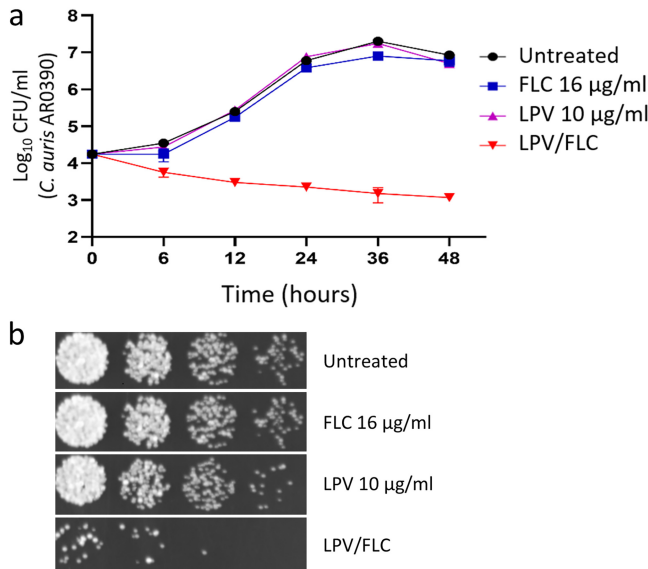 a
8
7
6
5
4
3
2
Log10 CFU/ml
(C. auris AR0390)
0 6 12 24 36 48
Time (hours)
Untreated
FLC 16 µg/ml
LPV 10 µg/ml
LPV/FLC
b
Untreated
FLC 16 µg/ml
LPV 10 µg/ml
LPV/FLC